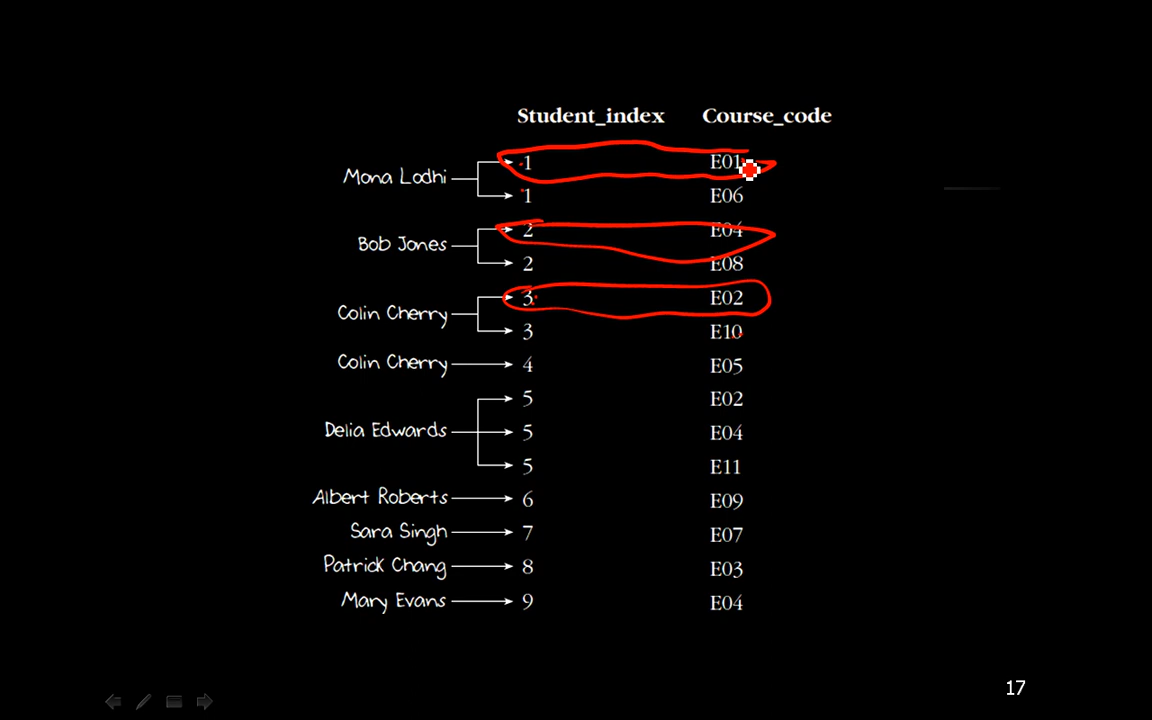 Student_index Course_code
Mona Lodhi 1 E01
1 E06
Bob Jones 2 E04
2 E08
Colin Cherry 3 E02
3 E10
Colin Cherry 4 E05
5 E02
Delia Edwards 5 E04
5 E11
Albert Roberts 6 E09
Sara Singh 7 E07
Patrick Chang 8 E03
Mary Evans 9 E04
17